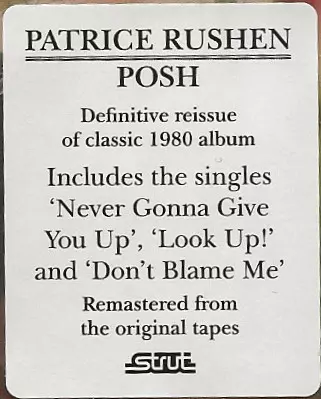 PATRICE RUSHEN
POSH
Definitive reissue
of classic 1980 album
Includes the singles
‘Never Gonna Give
You Up’, ‘Look Up!’
and ‘Don’t Blame Me’
Remastered from
the original tapes
Strut